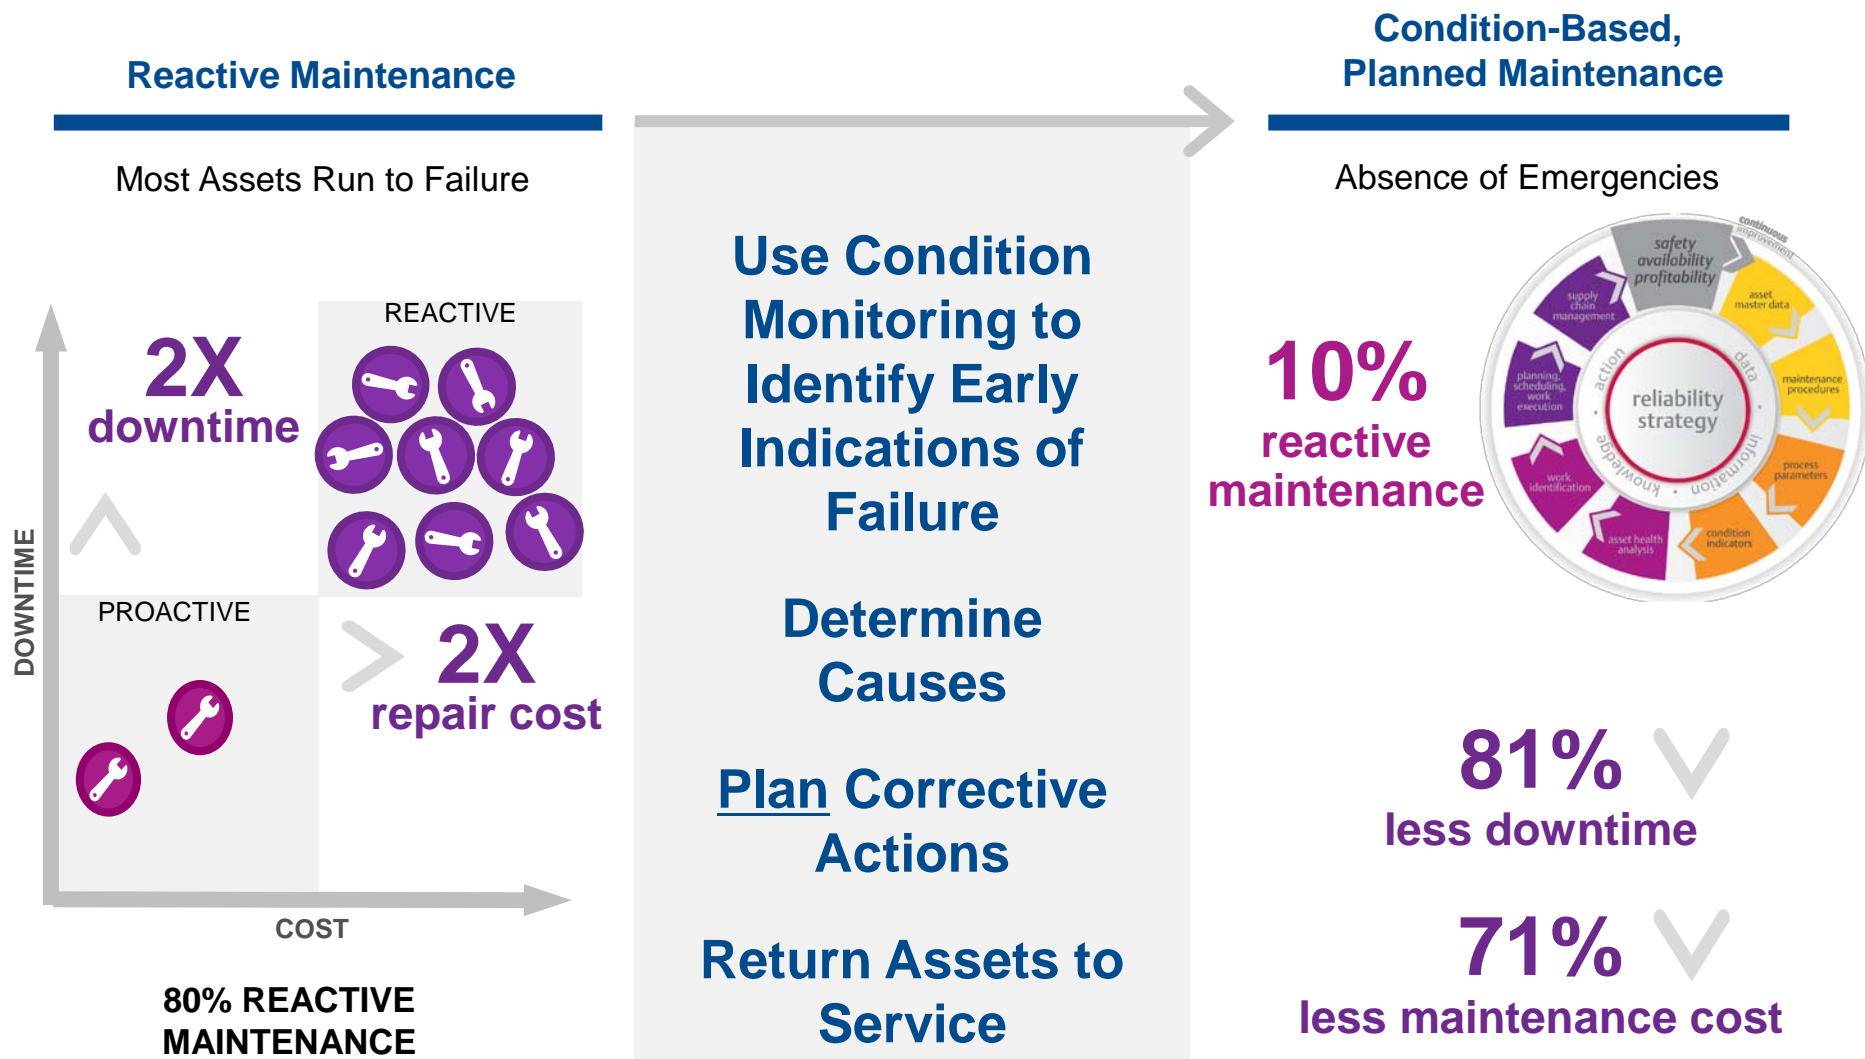 Reactive Maintenance
Most Assets Run to Failure
2X
downtime
REACTIVE
DOWNTIME
PROACTIVE
2X
repair cost
COST
80% REACTIVE
MAINTENANCE
Use Condition
Monitoring to
Identify Early
Indications of
Failure
Determine
Causes
Plan Corrective
Actions
Return Assets to
Service
Condition-Based,
Planned Maintenance
Absence of Emergencies
10%
reactive
maintenance
continuous
improvement
safety
availability
profitability
asset
master data
maintenance
procedures
process
parameters
condition
indicators
asset health
analysis
work
identification
planning,
scheduling,
work
execution
supply
chain
management
data • information • knowledge • action
reliability
strategy
81%
less downtime
71%
less maintenance cost